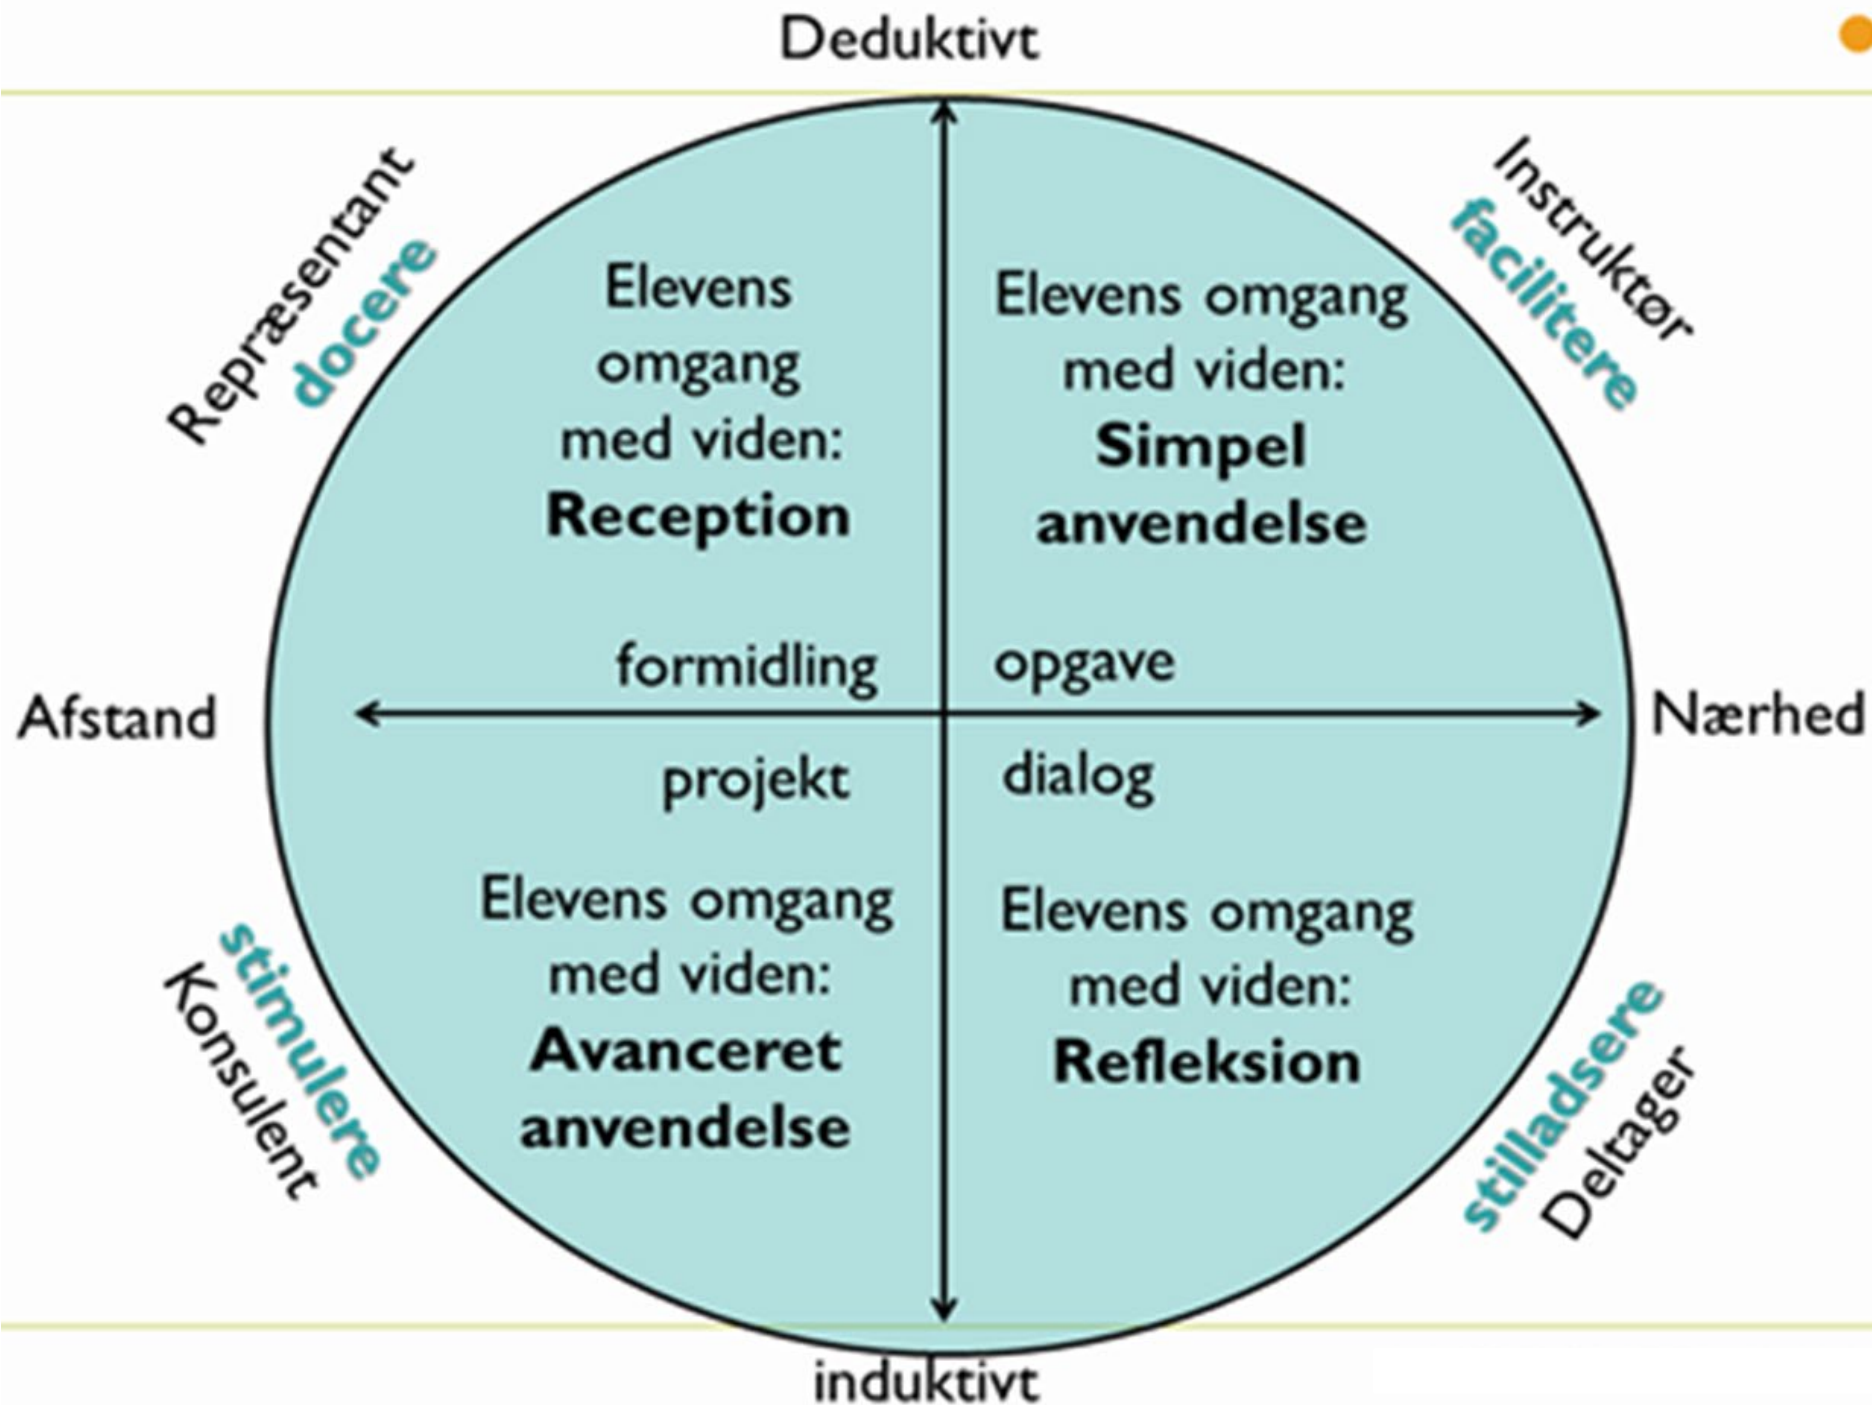 Deduktivt
Repræsentant
docere
Instruktør
facilitere
Elevens
omgang
med viden:
Reception
Elevens omgang
med viden:
Simpel
anvendelse
formidling
opgave
Afstand
Nærhed
projekt
dialog
Elevens omgang
med viden:
Avanceret
anvendelse
Elevens omgang
med viden:
Refleksion
stimulere
Konsulent
stilladsere
Deltager
induktivt